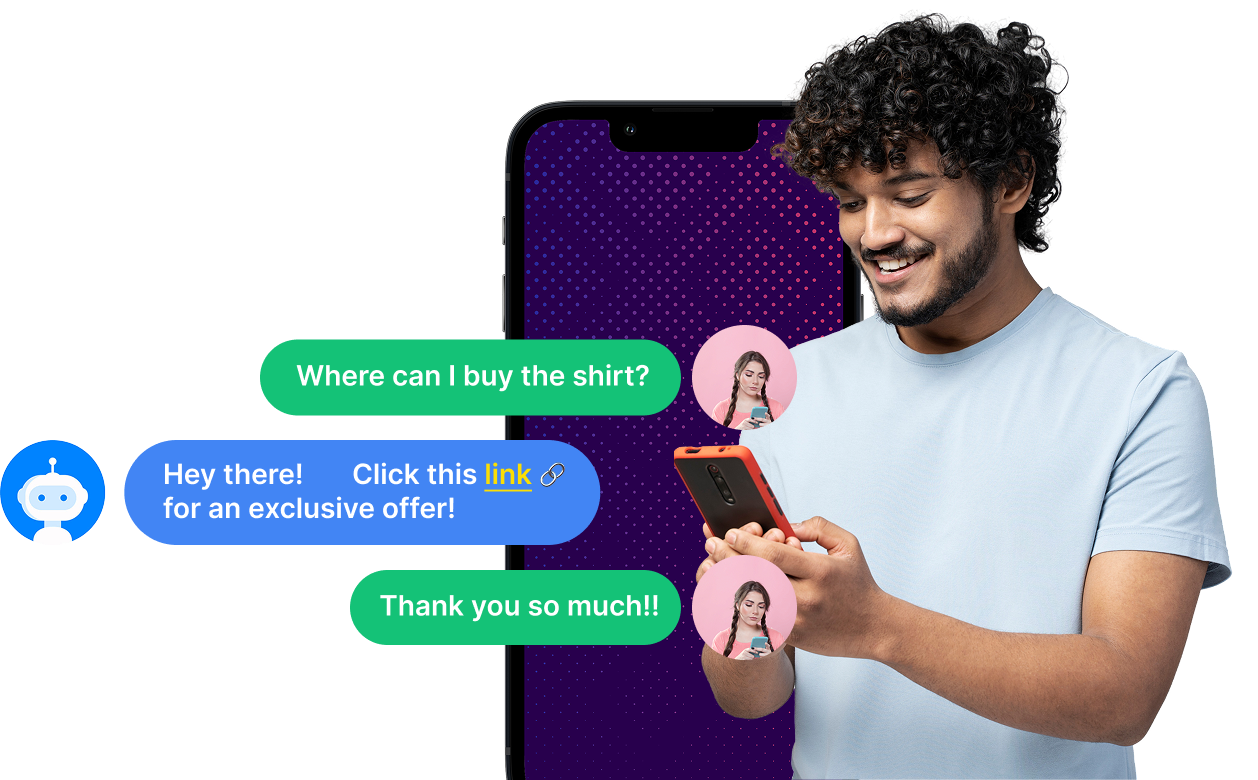 Where can I buy the shirt?
Hey there! Click this link 🔗
for an exclusive offer!
Thank you so much!!